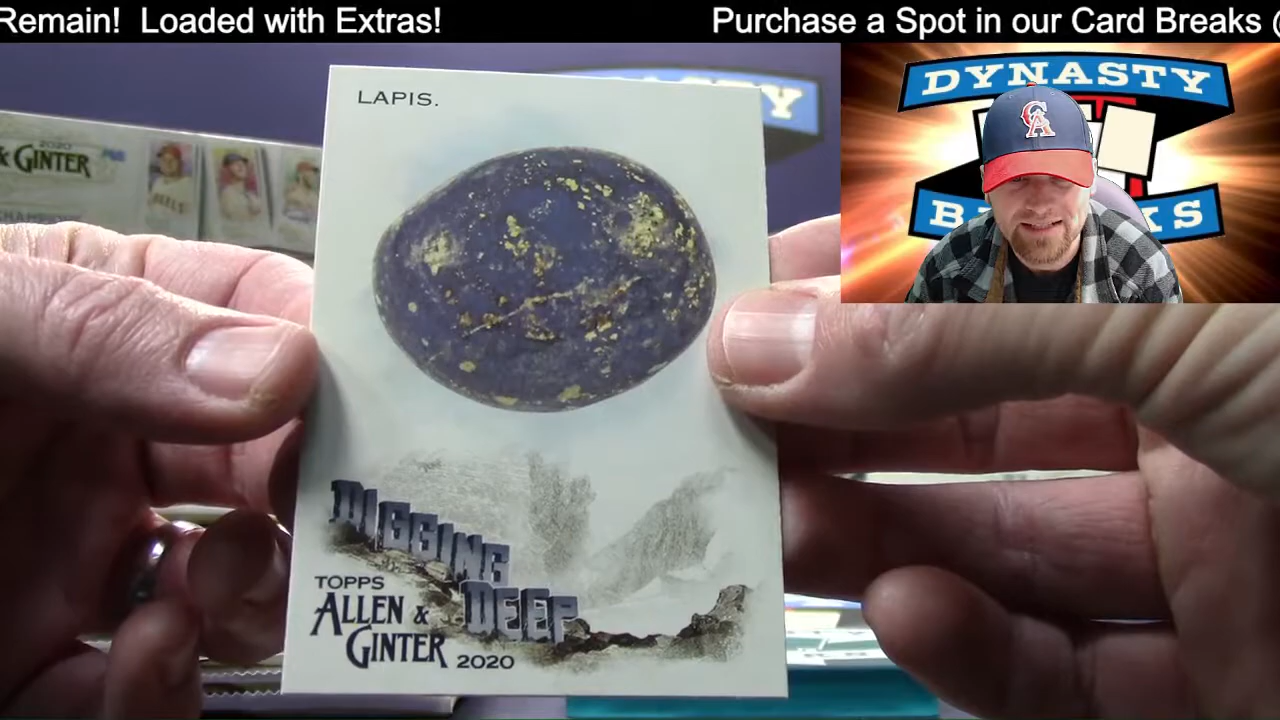 Remain! Loaded with Extras!
Purchase a Spot in our Card Breaks @
DYNASTY
2020
& GINTER
LAPIS.
DIGGING
DEEP
TOPPS
ALLEN &
GINTER
2020